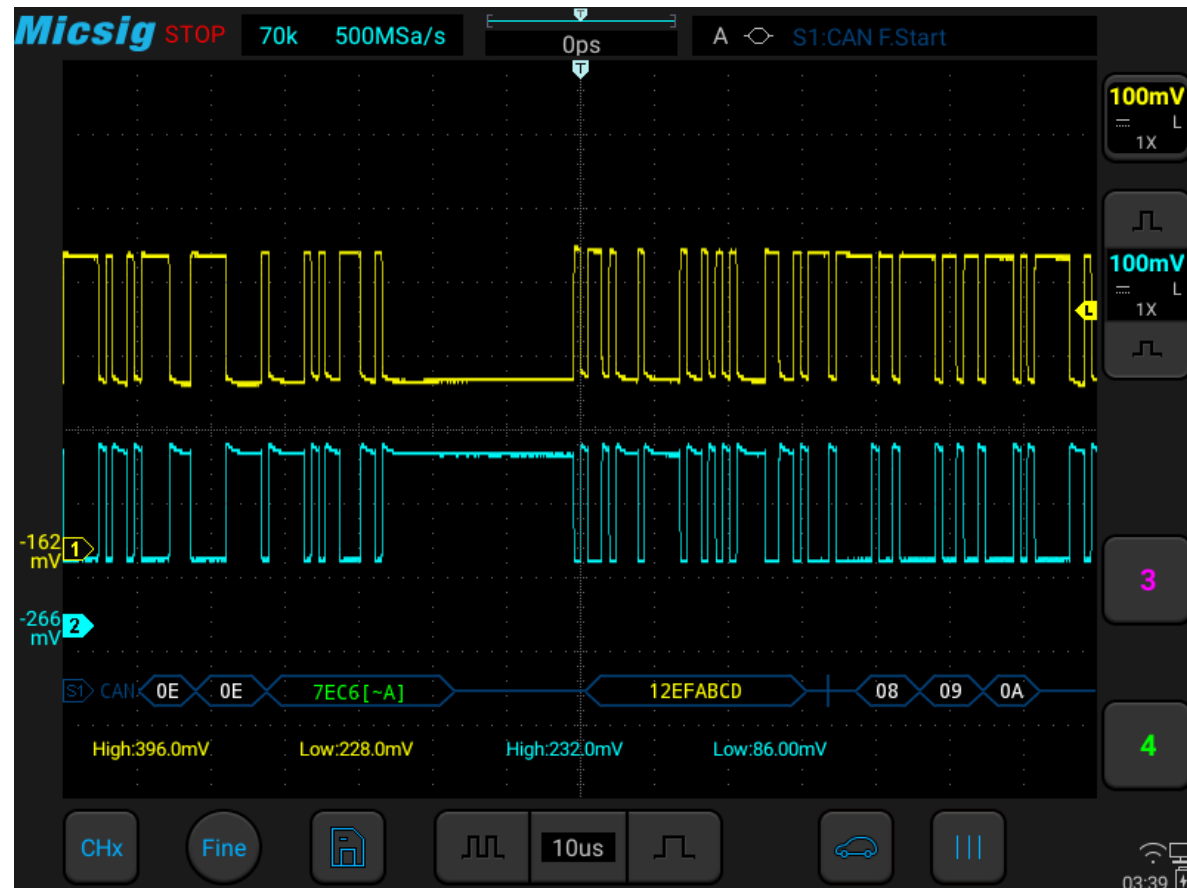 Micsig STOP 70k 500MSa/s 0ps A S1:CAN F.Start
T
T
100mV
L
1X
100mV
L
1X
L
-162 mV 1
3
-266 mV 2
S1 CAN 0E 0E 7EC6[~A] 12EFABCD 08 09 0A
High:396.0mV Low:228.0mV High:232.0mV Low:86.00mV
4
CHx Fine 10us
03:39